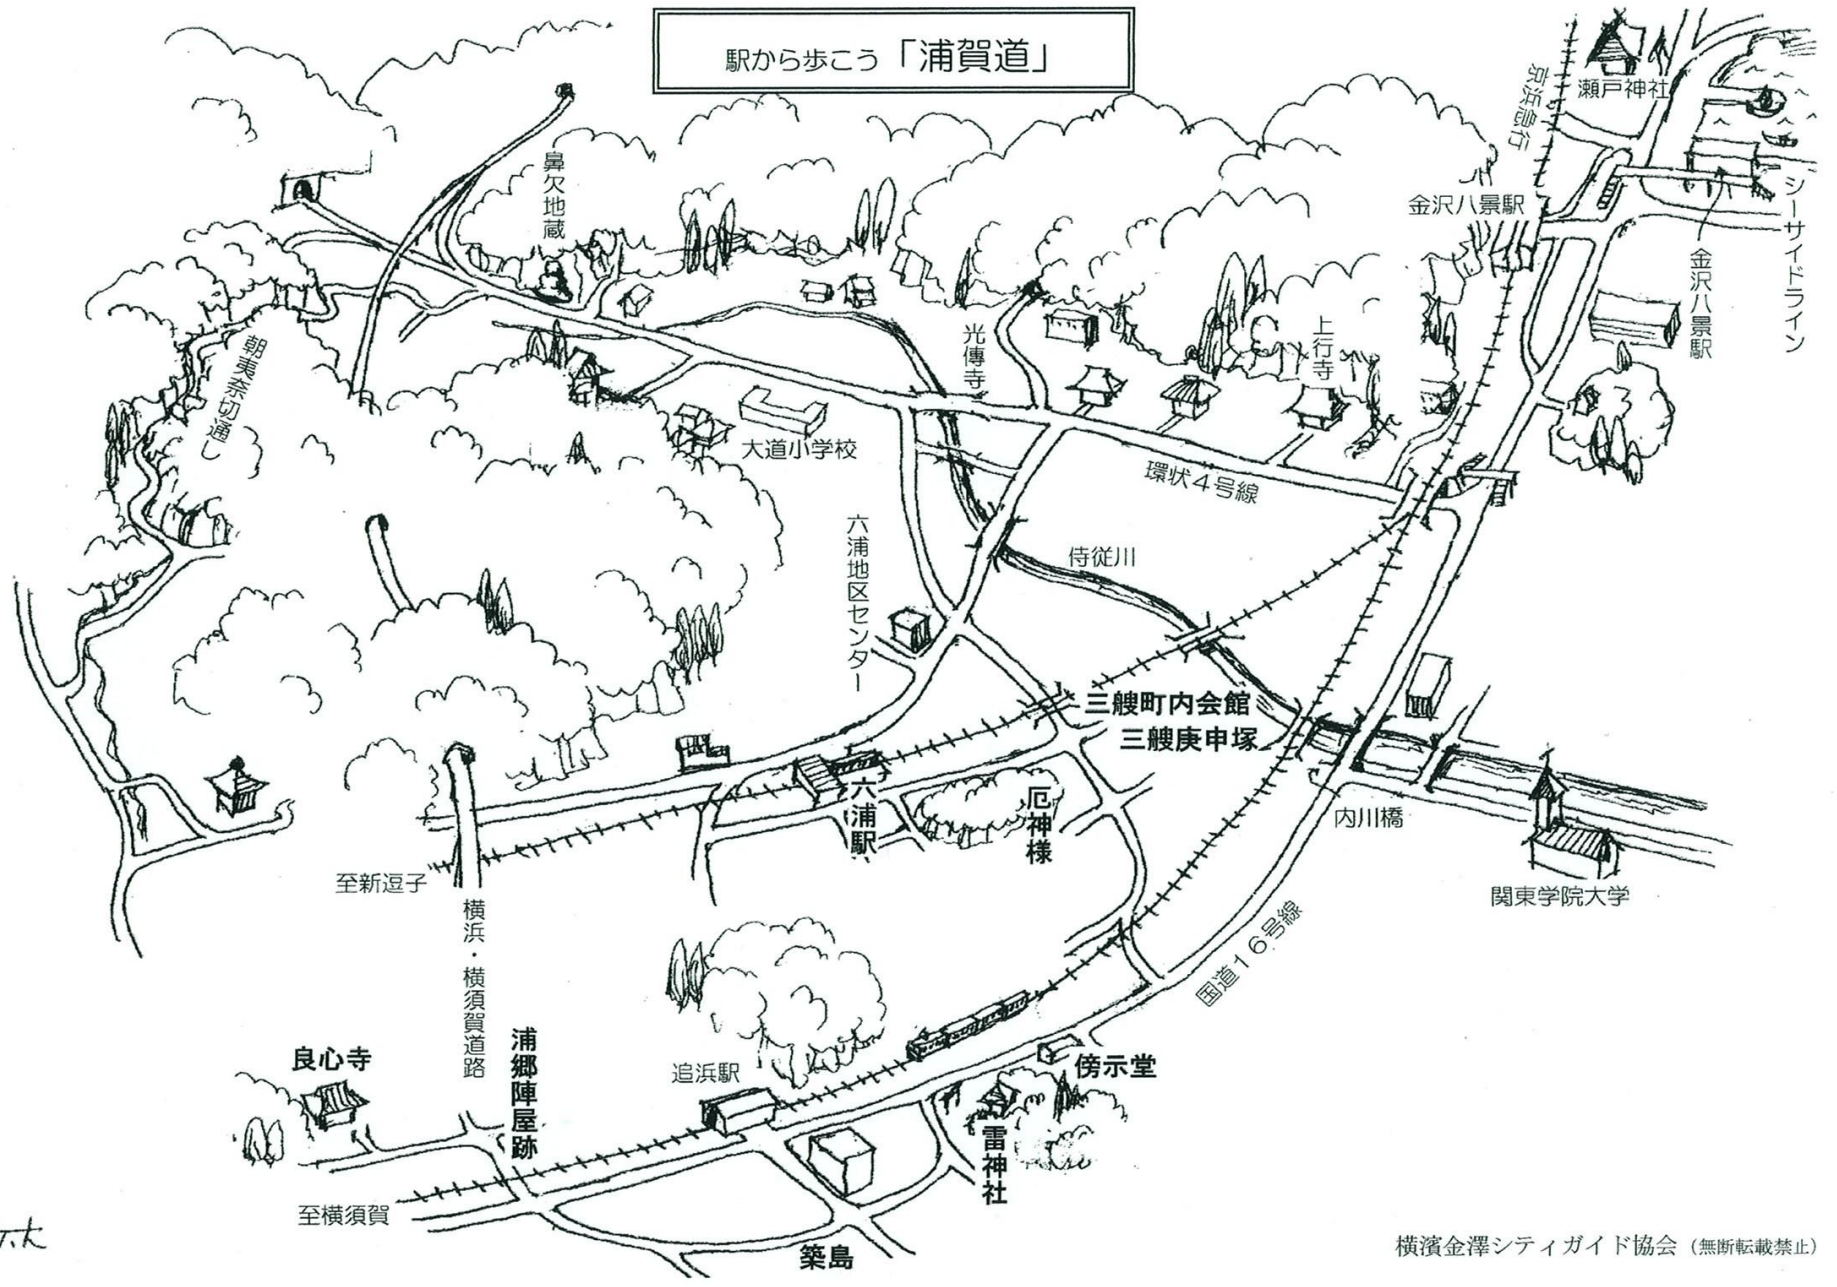 駅から歩こう「浦賀道」
京浜急行
瀬戸神社
シーサイドライン
金沢八景駅
金沢八景駅
鼻欠地蔵
朝夷奈切通し
光傳寺
上行寺
大道小学校
環状4号線
六浦地区センター
侍従川
三艘町内会館
三艘庚申塚
六浦駅
厄神様
内川橋
関東学院大学
至新逗子
横浜・横須賀道路
国道16号線
良心寺
浦郷陣屋跡
追浜駅
傍示堂
雷神社
至横須賀
築島
T.K
横濱金澤シティガイド協会（無断転載禁止）